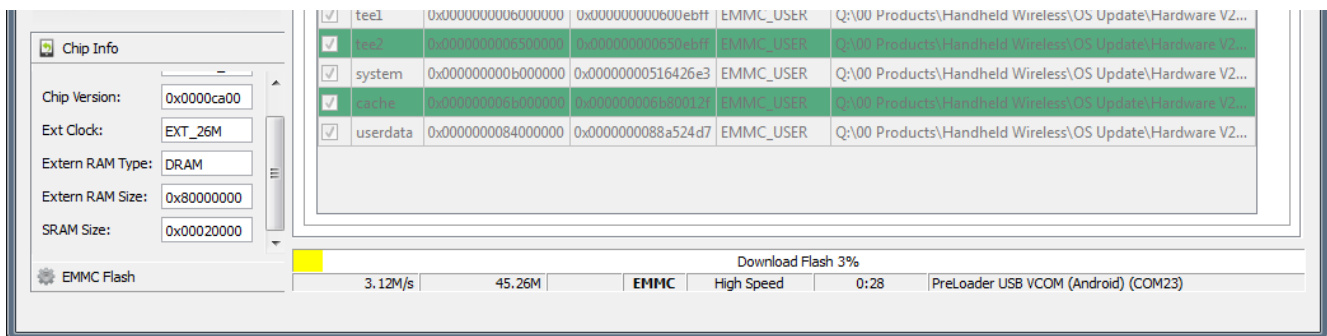 tee1 0x0000000006000000 0x000000000600ebff EMMC_USER Q:\00 Products\Handheld Wireless\OS Update\Hardware V2...
Chip Info
tee2 0x0000000006500000 0x000000000650ebff EMMC_USER Q:\00 Products\Handheld Wireless\OS Update\Hardware V2...
system 0x000000000b000000 0x00000000516426e3 EMMC_USER Q:\00 Products\Handheld Wireless\OS Update\Hardware V2...
Chip Version: 0x0000ca00
cache 0x000000006b000000 0x000000006b80012f EMMC_USER Q:\00 Products\Handheld Wireless\OS Update\Hardware V2...
Ext Clock: EXT_26M
userdata 0x0000000084000000 0x0000000088a524d7 EMMC_USER Q:\00 Products\Handheld Wireless\OS Update\Hardware V2...
Extern RAM Type: DRAM
Extern RAM Size: 0x80000000
SRAM Size: 0x00020000
Download Flash 3%
EMMC Flash
3.12M/s 45.26M EMMC High Speed 0:28 PreLoader USB VCOM (Android) (COM23)